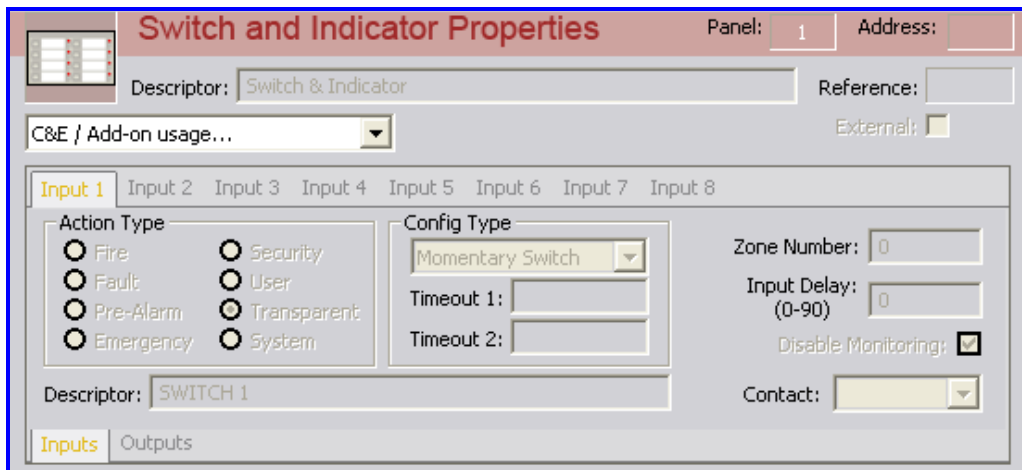 Switch and Indicator Properties Panel: 1 Address:
Descriptor: Switch & Indicator Reference:
C&E / Add-on usage... External:
Input 1 Input 2 Input 3 Input 4 Input 5 Input 6 Input 7 Input 8
Action Type Config Type
Fire Security Momentary Switch Zone Number: 0
Fault User Timeout 1: Input Delay: (0-90) 0
Pre-Alarm Transparent
Emergency System Timeout 2: Disable Monitoring:
Descriptor: SWITCH 1 Contact:
Inputs Outputs